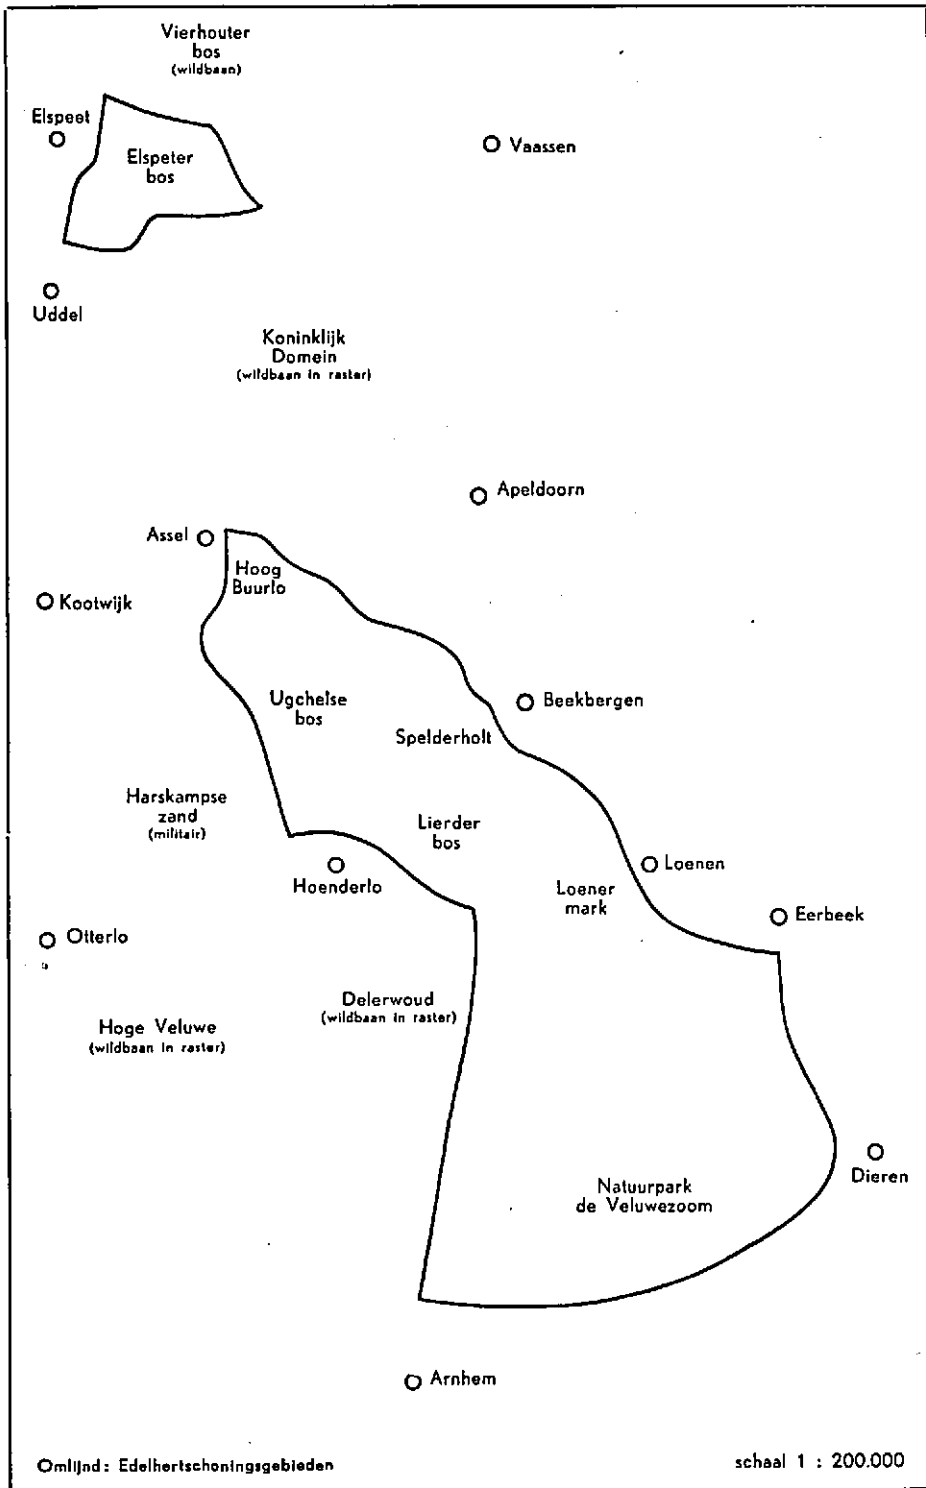 Vierhouter
bos
(wildbaan)
Elspeet
Vaassen
Elspeter
bos
Uddel
Koninklijk
Domein
(wildbaan in raster)
Apeldoorn
Assel
Hoog
Buurlo
Kootwijk
Ugchelse
bos
Beekbergen
Spelderholt
Harskampse
zand
(militair)
Lierder
bos
Hoenderlo
Loenen
Loener
mark
Eerbeek
Otterlo
Delerwoud
(wildbaan in raster)
Hoge Veluwe
(wildbaan in raster)
Dieren
Natuurpark
de Veluwezoom
Arnhem
Omlijnd: Edelhertschoningsgebieden
schaal 1 : 200.000